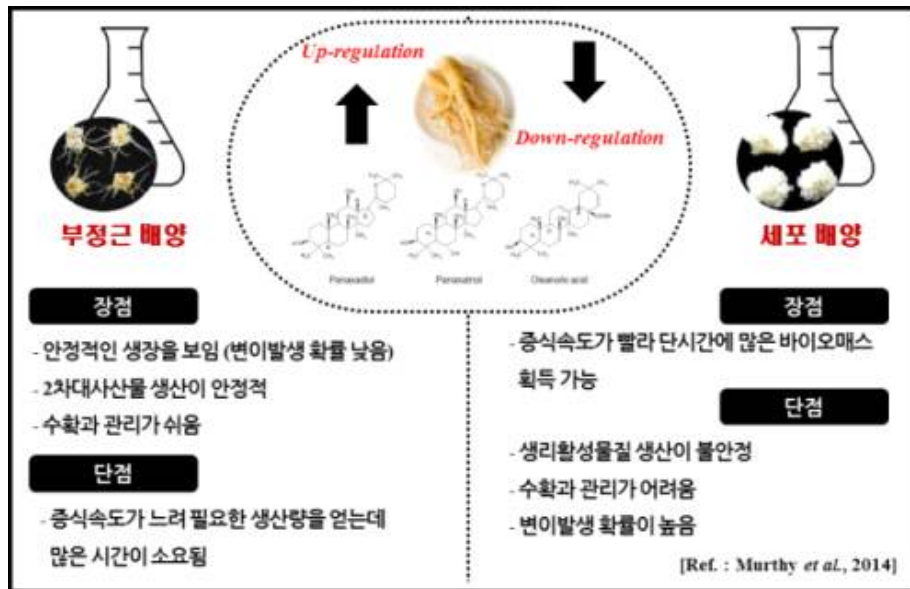 Up-regulation
Down-regulation
Panaxadiol
Panaxatriol
Oleanolic acid
부정근 배양
장점
- 안정적인 생장을 보임 (변이발생 확률 낮음)
- 2차대사산물 생산이 안정적
- 수확과 관리가 쉬움
단점
- 증식속도가 느려 필요한 생산량을 얻는데
많은 시간이 소요됨
세포 배양
장점
- 증식속도가 빨라 단시간에 많은 바이오매스
획득 가능
단점
- 생리활성물질 생산이 불안정
- 수확과 관리가 어려움
- 변이발생 확률이 높음
[Ref. : Murthy et al., 2014]